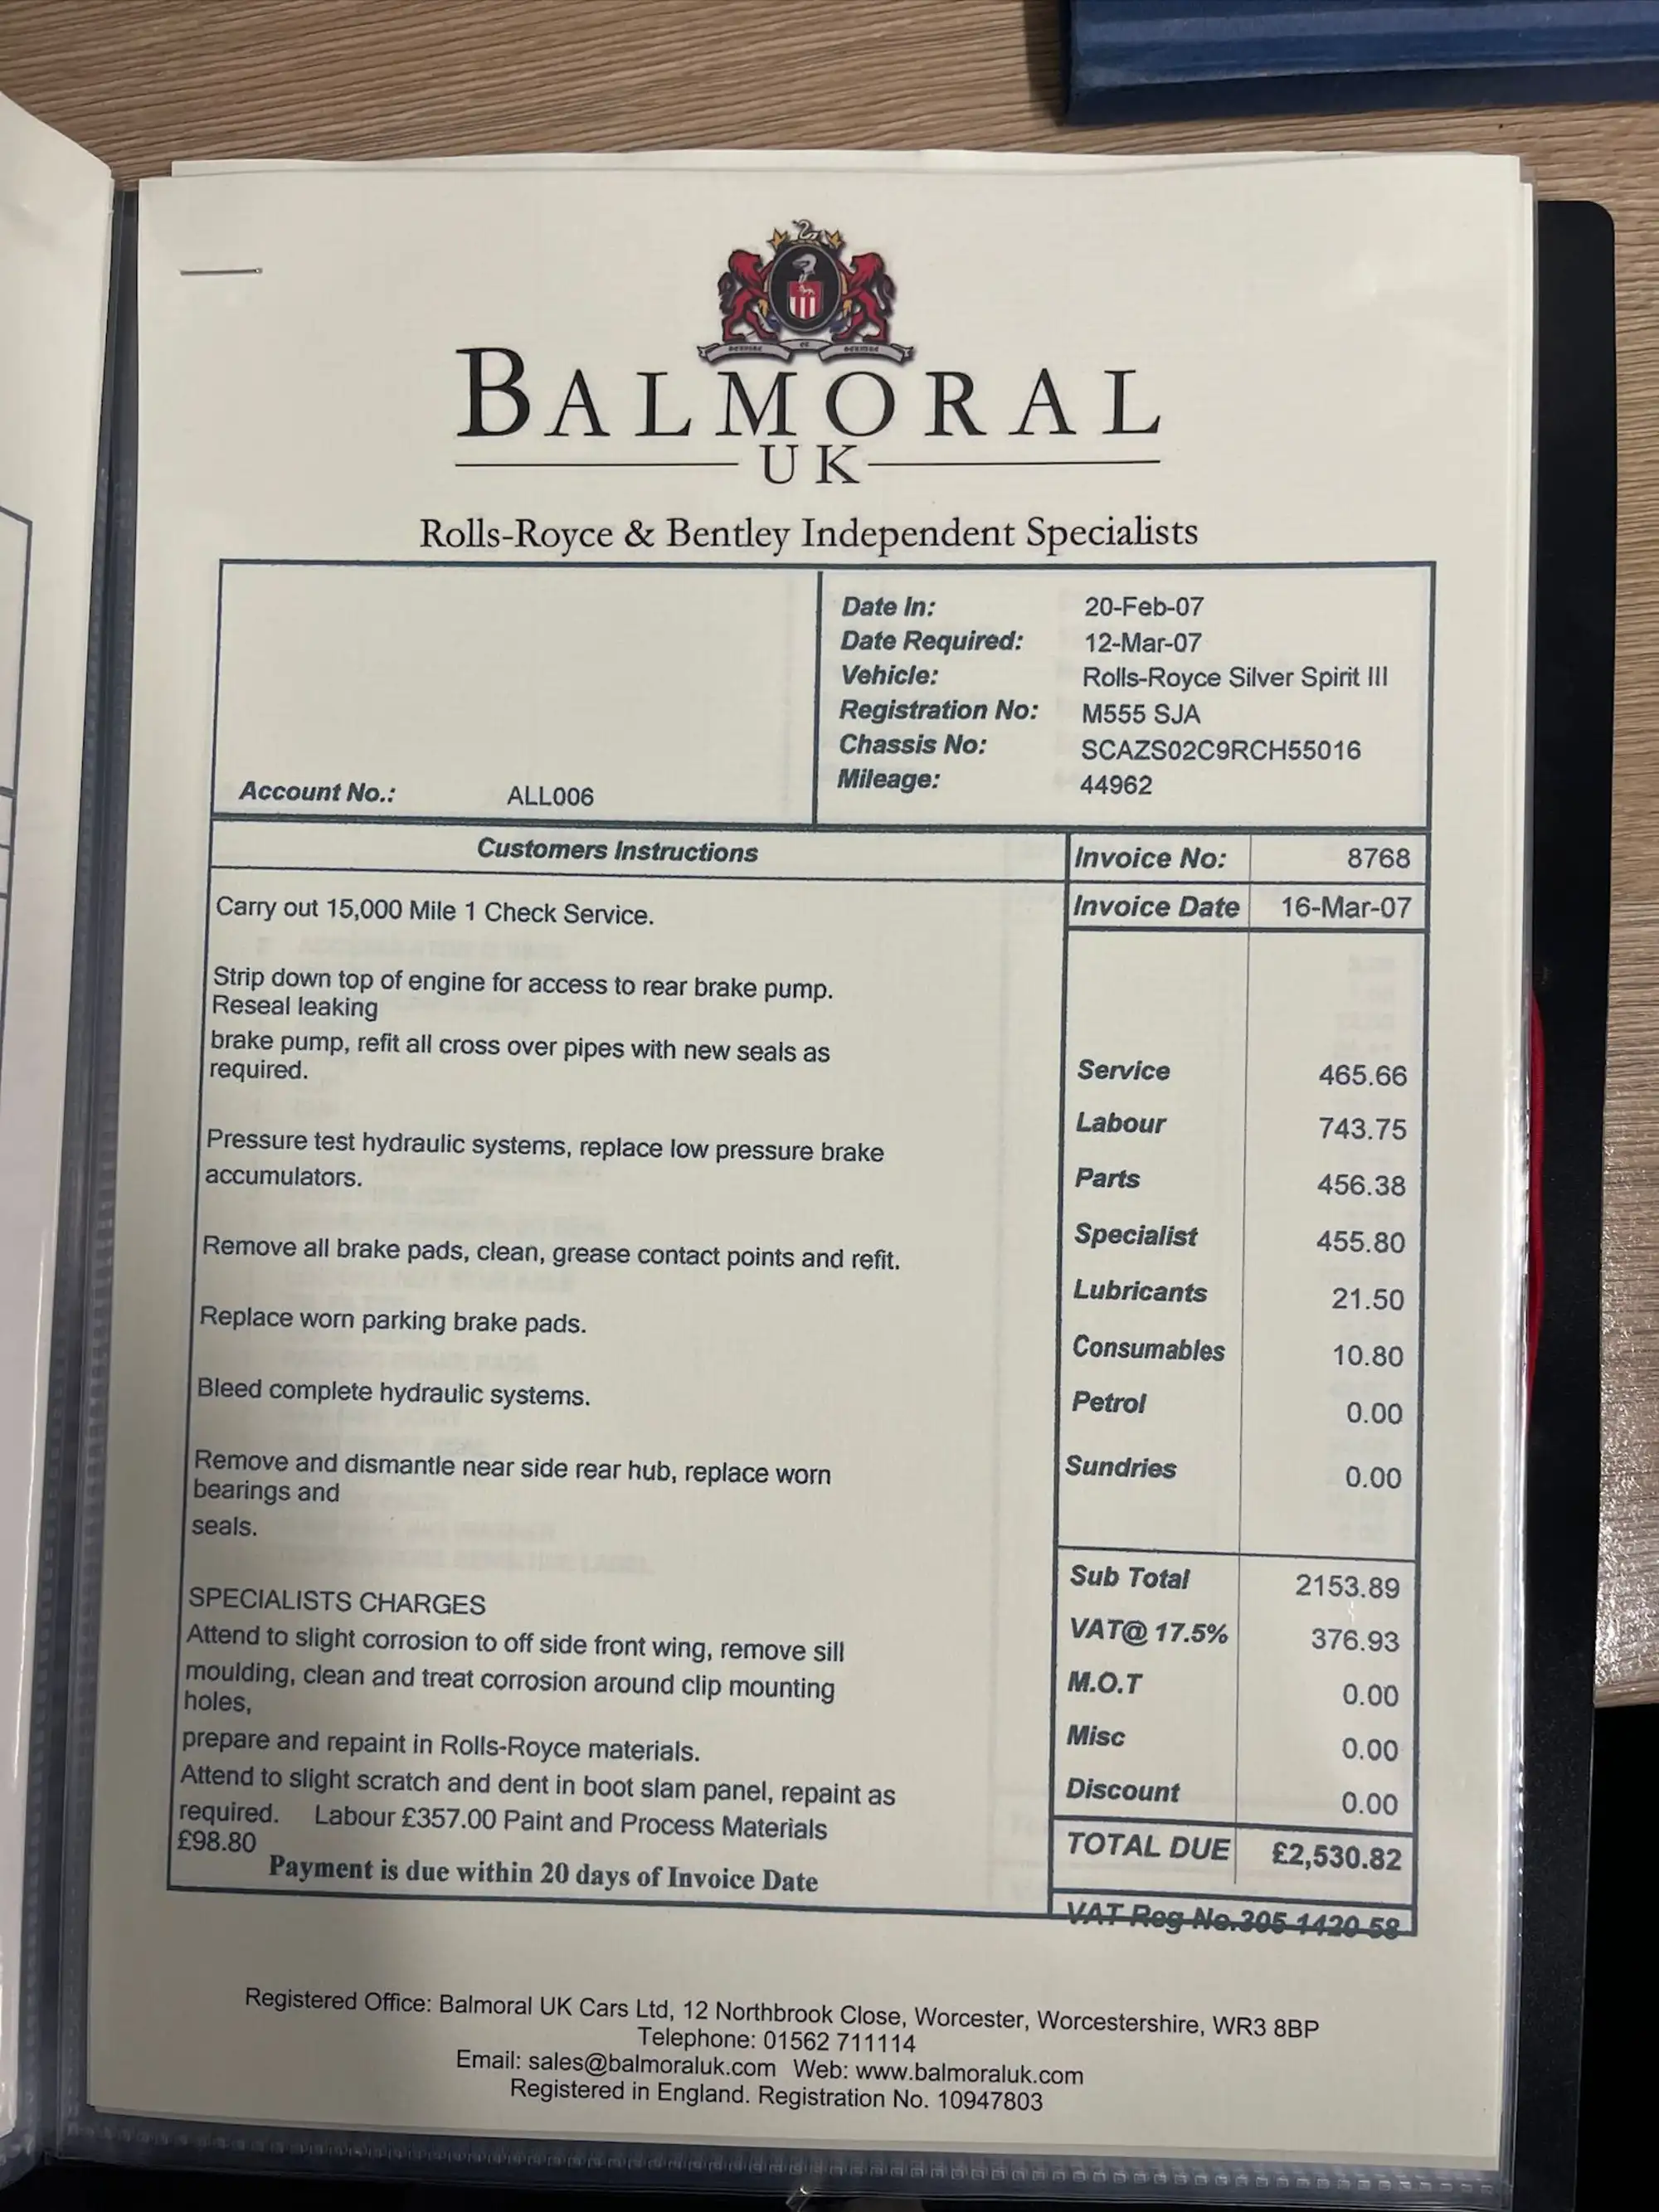 BALMORAL
UK
Rolls-Royce & Bentley Independent Specialists
Date In: 20-Feb-07
Date Required: 12-Mar-07
Vehicle: Rolls-Royce Silver Spirit III
Registration No: M555 SJA
Chassis No: SCAZS02C9RCH55016
Mileage: 44962
Account No.: ALL006
Customers Instructions
Carry out 15,000 Mile 1 Check Service.
Strip down top of engine for access to rear brake pump.
Reseal leaking
brake pump, refit all cross over pipes with new seals as
required.
Pressure test hydraulic systems, replace low pressure brake
accumulators.
Remove all brake pads, clean, grease contact points and refit.
Replace worn parking brake pads.
Bleed complete hydraulic systems.
Remove and dismantle near side rear hub, replace worn
bearings and
seals.
SPECIALISTS CHARGES
Attend to slight corrosion to off side front wing, remove sill
moulding, clean and treat corrosion around clip mounting
holes,
prepare and repaint in Rolls-Royce materials.
Attend to slight scratch and dent in boot slam panel, repaint as
required. Labour £357.00 Paint and Process Materials
£98.80
Payment is due within 20 days of Invoice Date
Invoice No: 8768
Invoice Date 16-Mar-07
Service 465.66
Labour 743.75
Parts 456.38
Specialist 455.80
Lubricants 21.50
Consumables 10.80
Petrol 0.00
Sundries 0.00
Sub Total 2153.89
VAT@ 17.5% 376.93
M.O.T 0.00
Misc 0.00
Discount 0.00
TOTAL DUE £2,530.82
VAT Reg No.305 1420 58
Registered Office: Balmoral UK Cars Ltd, 12 Northbrook Close, Worcester, Worcestershire, WR3 8BP
Telephone: 01562 711114
Email: sales@balmoraluk.com Web: www.balmoraluk.com
Registered in England. Registration No. 10947803